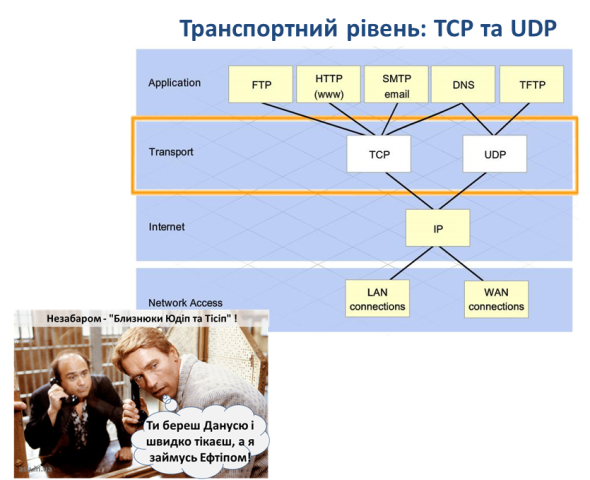 Транспортний рівень: TCP та UDP
Application
FTP
HTTP
(www)
SMTP
email
DNS
TFTP
Transport
TCP
UDP
Internet
IP
Network Access
LAN
connections
WAN
connections
Незабаром - "Близнюки Юдіп та Тісіп" !
Ти береш Данусю і
швидко тікаєш, а я
займусь Ефтіпом!